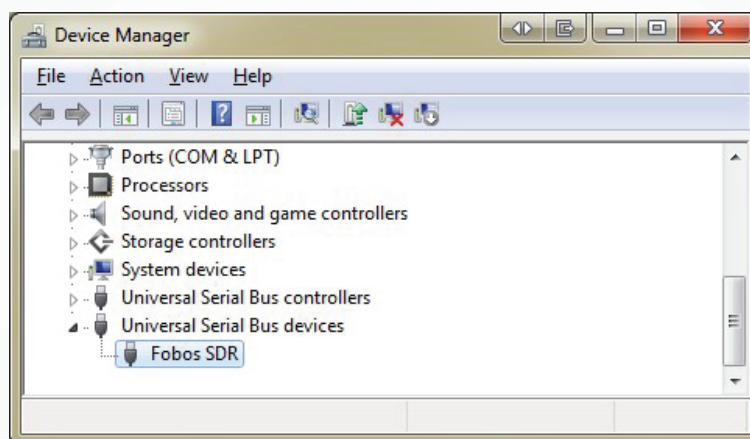 Device Manager
File Action View Help
Ports (COM & LPT)
Processors
Sound, video and game controllers
Storage controllers
System devices
Universal Serial Bus controllers
Universal Serial Bus devices
Fobos SDR